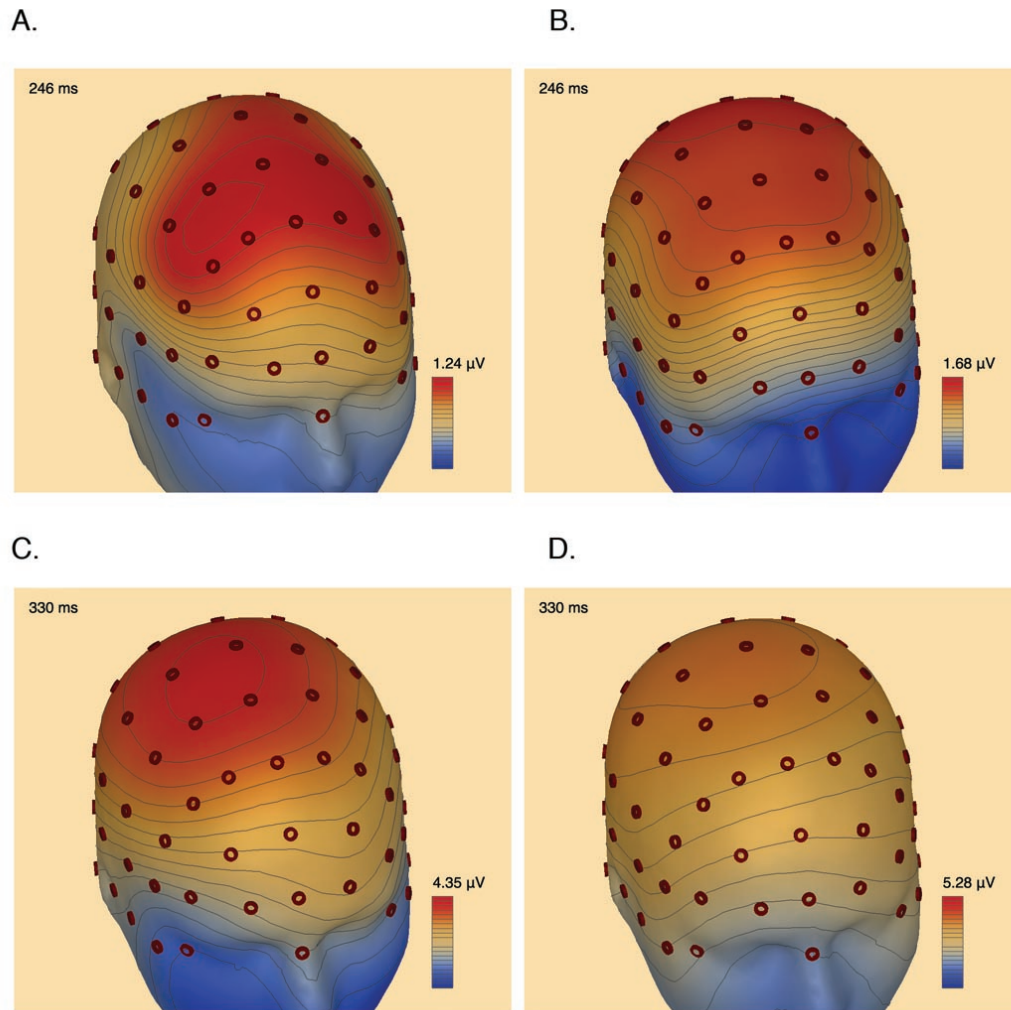 A.
B.
246 ms
246 ms
1.24 µV
1.68 µV
C.
D.
330 ms
330 ms
4.35 µV
5.28 µV